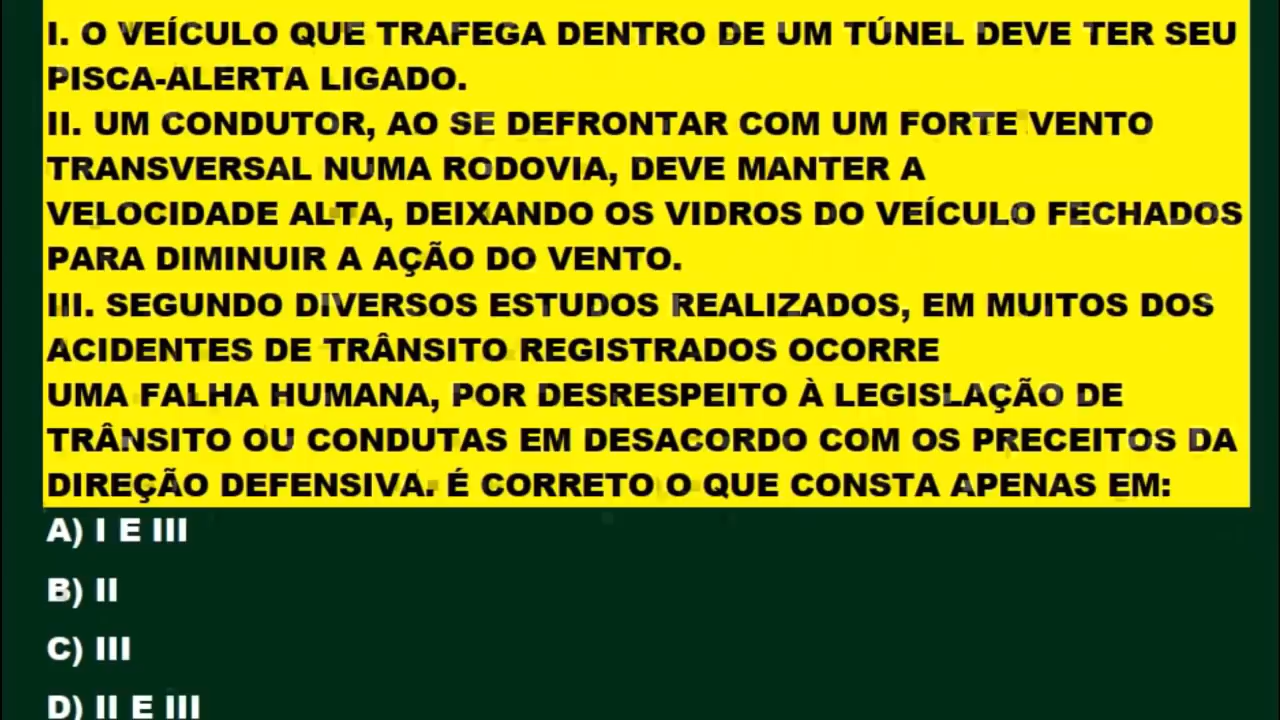 I. O VEÍCULO QUE TRAFEGA DENTRO DE UM TÚNEL DEVE TER SEU
PISCA-ALERTA LIGADO.
II. UM CONDUTOR, AO SE DEFRONTAR COM UM FORTE VENTO
TRANSVERSAL NUMA RODOVIA, DEVE MANTER A
VELOCIDADE ALTA, DEIXANDO OS VIDROS DO VEÍCULO FECHADOS
PARA DIMINUIR A AÇÃO DO VENTO.
III. SEGUNDO DIVERSOS ESTUDOS REALIZADOS, EM MUITOS DOS
ACIDENTES DE TRÂNSITO REGISTRADOS OCORRE
UMA FALHA HUMANA, POR DESRESPEITO À LEGISLAÇÃO DE
TRÂNSITO OU CONDUTAS EM DESACORDO COM OS PRECEITOS DA
DIREÇÃO DEFENSIVA. É CORRETO O QUE CONSTA APENAS EM:
A) I E III
B) II
C) III
D) II E III